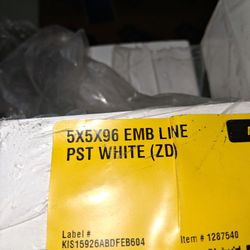 5X5X96 EMB LINE
PST WHITE (ZD)
Label #
KIS15926ABDFEB604
Item # 1287540